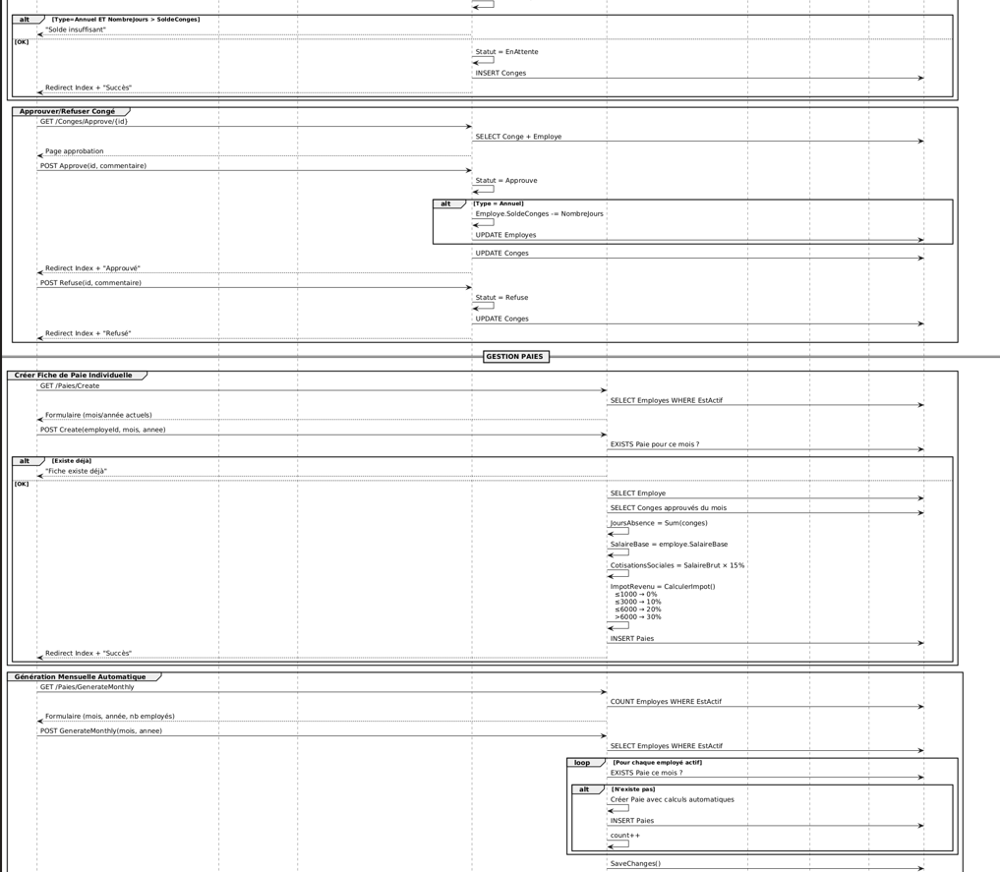 alt [Type=Annuel ET NombreJours > SoldeConges]
"Solde insuffisant"
[OK]
Statut = EnAttente
INSERT Conges
Redirect Index + "Succès"
Approuver/Refuser Congé
GET /Conges/Approve/{id}
SELECT Conge + Employe
Page approbation
POST Approve(id, commentaire)
Statut = Approuve
alt [Type = Annuel]
Employe.SoldeConges -= NombreJours
UPDATE Employes
UPDATE Conges
Redirect Index + "Approuvé"
POST Refuse(id, commentaire)
Statut = Refuse
UPDATE Conges
Redirect Index + "Refusé"
GESTION PAIES
Créer Fiche de Paie Individuelle
GET /Paies/Create
SELECT Employes WHERE EstActif
Formulaire (mois/année actuels)
POST Create(employeId, mois, annee)
EXISTS Paie pour ce mois ?
alt [Existe déjà]
"Fiche existe déjà"
[OK]
SELECT Employe
SELECT Conges approuvés du mois
JoursAbsence = Sum(conges)
SalaireBase = employe.SalaireBase
CotisationsSociales = SalaireBrut × 15%
ImpotRevenu = CalculerImpot()
≤1000 → 0%
≤3000 → 10%
≤6000 → 20%
>6000 → 30%
INSERT Paies
Redirect Index + "Succès"
Génération Mensuelle Automatique
GET /Paies/GenerateMonthly
COUNT Employes WHERE EstActif
Formulaire (mois, année, nb employés)
POST GenerateMonthly(mois, annee)
SELECT Employes WHERE EstActif
loop [Pour chaque employé actif]
EXISTS Paie ce mois ?
alt [N'existe pas]
Créer Paie avec calculs automatiques
INSERT Paies
count++
SaveChanges()